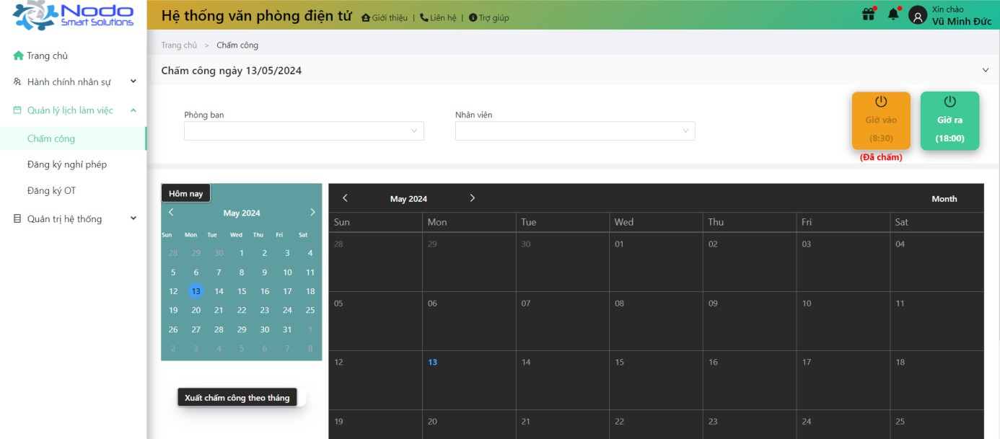 Nodo
Smart Solutions
Hệ thống văn phòng điện tử Giới thiệu | Liên hệ | Trợ giúp
Xin chào
Vũ Minh Đức
Trang chủ
Hành chính nhân sự
Quản lý lịch làm việc
Chấm công
Đăng ký nghỉ phép
Đăng ký OT
Quản trị hệ thống
Trang chủ > Chấm công
Chấm công ngày 13/05/2024
Phòng ban
Nhân viên
Giờ vào
(8:30)
(Đã chấm)
Giờ ra
(18:00)
Hôm nay
May 2024
Sun Mon Tue Wed Thu Fri Sat
28 29 30 1 2 3 4
5 6 7 8 9 10 11
12 13 14 15 16 17 18
19 20 21 22 23 24 25
26 27 28 29 30 31 1
2 3 4 5 6 7 8
Xuất chấm công theo tháng
May 2024 Month
Sun Mon Tue Wed Thu Fri Sat
28 29 30 01 02 03 04
05 06 07 08 09 10 11
12 13 14 15 16 17 18
19 20 21 22 23 24 25